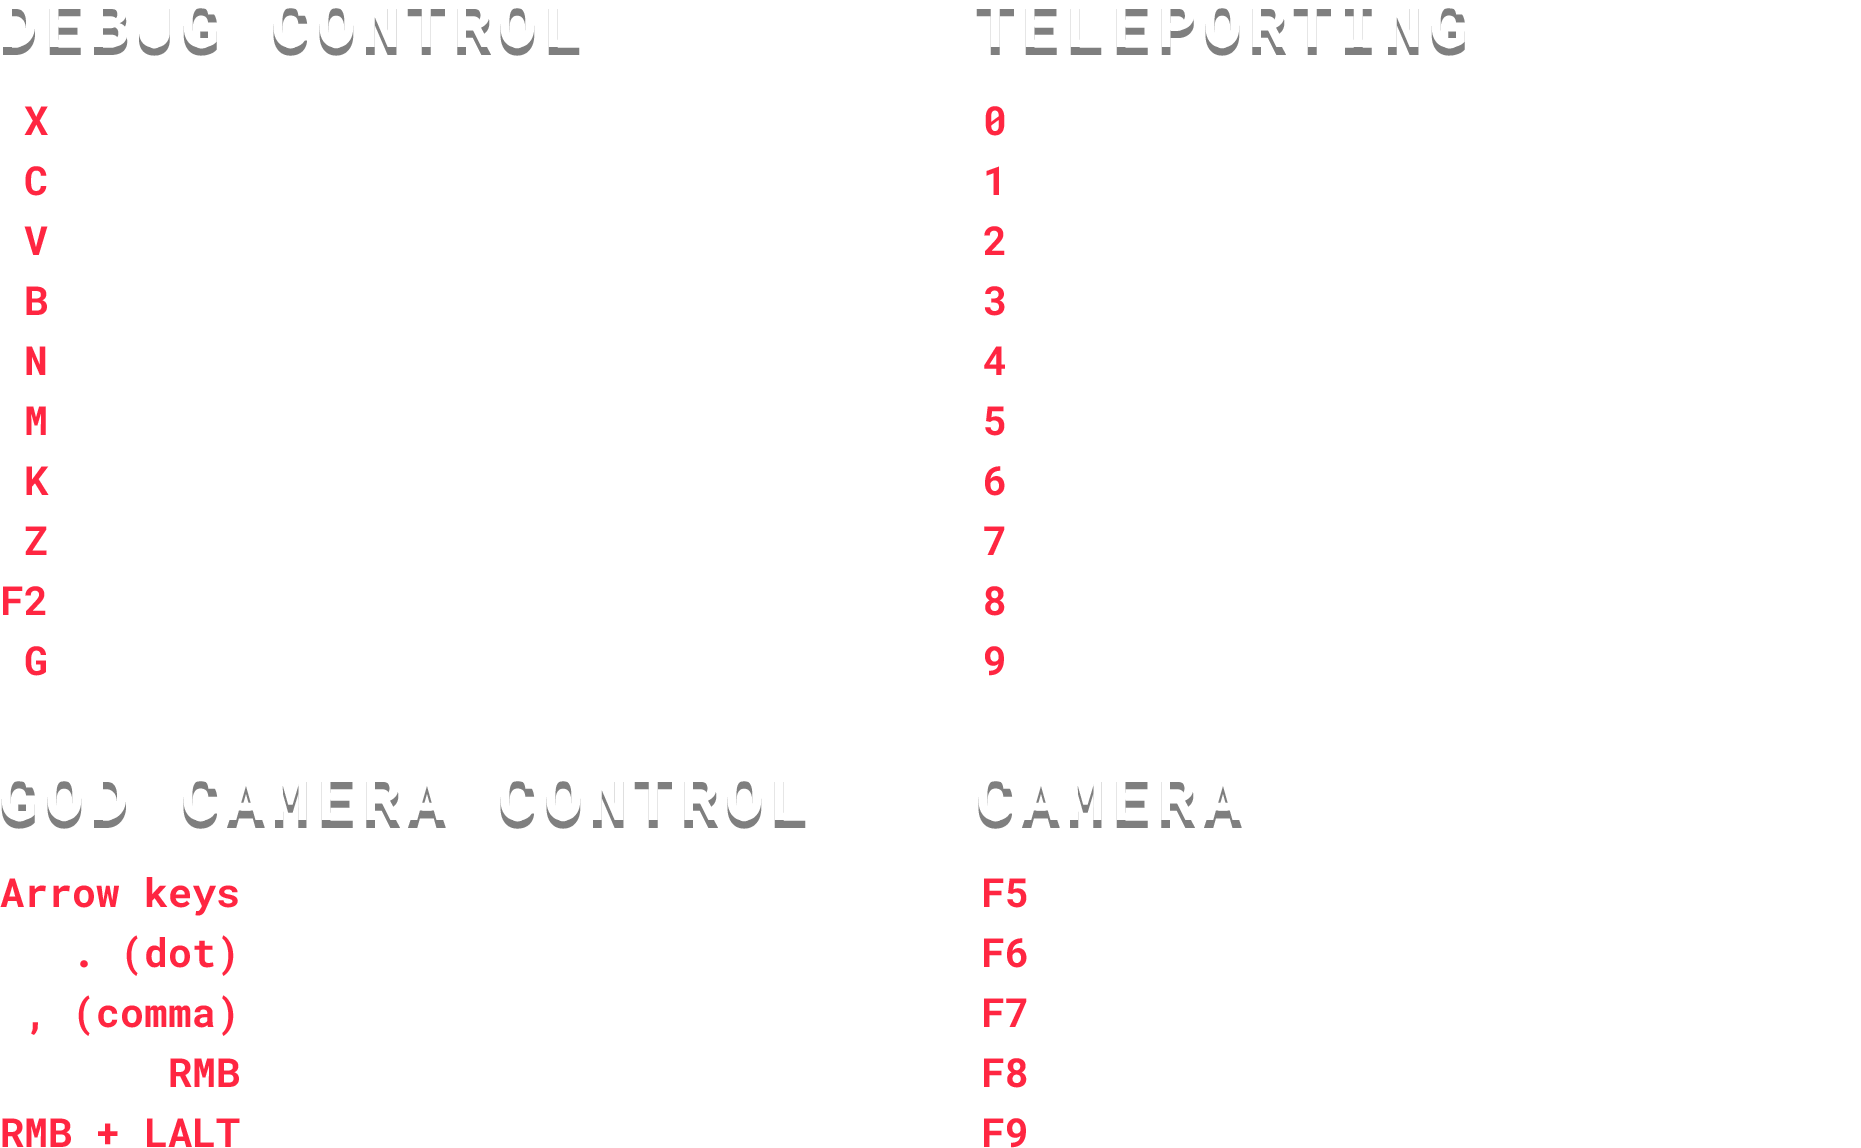 DEBUG CONTROL
X
C
V
B
N
M
K
Z
F2
G
TELEPORTING
0
1
2
3
4
5
6
7
8
9
GOD CAMERA CONTROL
Arrow keys
. (dot)
, (comma)
RMB
RMB + LALT
CAMERA
F5
F6
F7
F8
F9